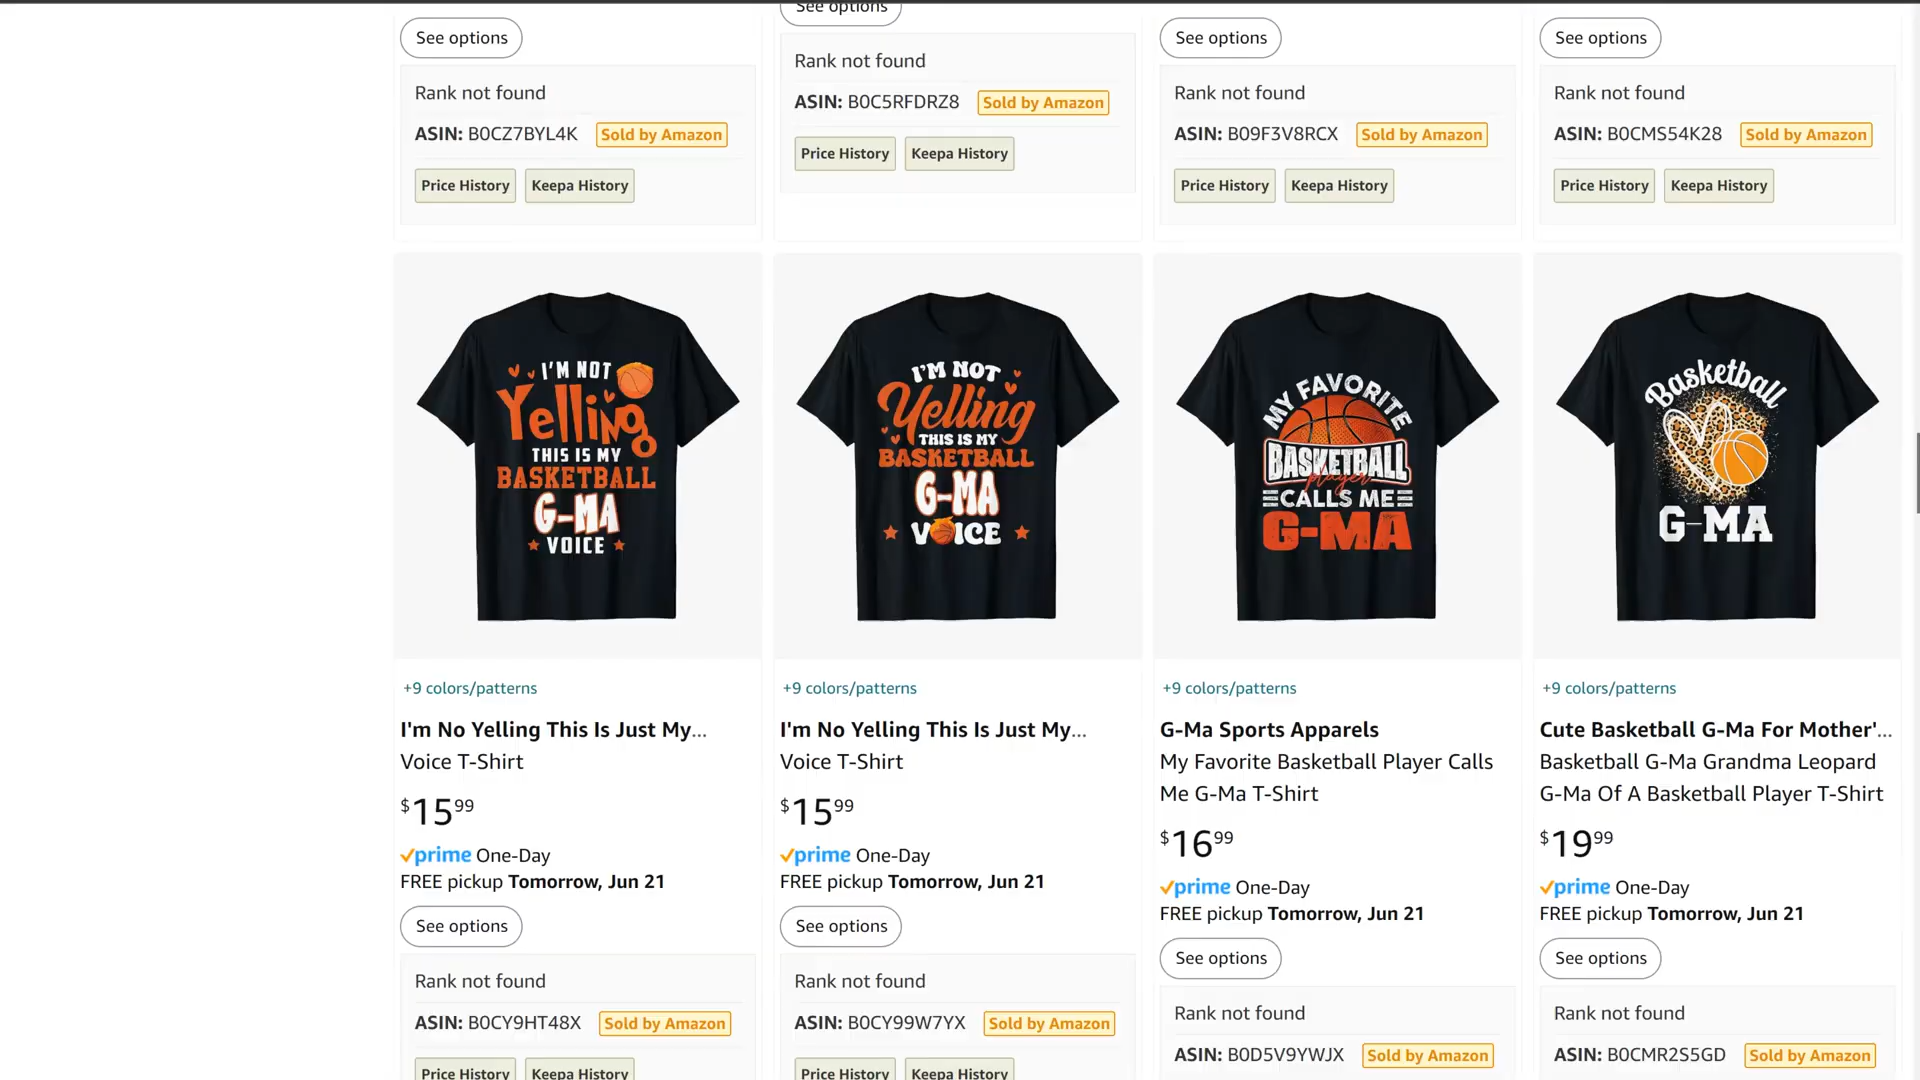 See options
Rank not found
ASIN: B0CZ7BYL4K Sold by Amazon
Price History Keepa History
See options
Rank not found
ASIN: B0C5RFDRZ8 Sold by Amazon
Price History Keepa History
See options
Rank not found
ASIN: B09F3V8RCX Sold by Amazon
Price History Keepa History
See options
Rank not found
ASIN: B0CMS54K28 Sold by Amazon
Price History Keepa History
I'M NOT
Yelling
THIS IS MY
BASKETBALL
G-MA
VOICE
+9 colors/patterns
I'm No Yelling This Is Just My...
Voice T-Shirt
$15.99
prime One-Day
FREE pickup Tomorrow, Jun 21
See options
Rank not found
ASIN: B0CY9HT48X Sold by Amazon
Price History Keepa History
I'M NOT
Yelling
THIS IS MY
BASKETBALL
G-MA
VOICE
+9 colors/patterns
I'm No Yelling This Is Just My...
Voice T-Shirt
$15.99
prime One-Day
FREE pickup Tomorrow, Jun 21
See options
Rank not found
ASIN: B0CY99W7YX Sold by Amazon
Price History Keepa History
MY FAVORITE
BASKETBALL
player
CALLS ME
G-MA
+9 colors/patterns
G-Ma Sports Apparels
My Favorite Basketball Player Calls
Me G-Ma T-Shirt
$16.99
prime One-Day
FREE pickup Tomorrow, Jun 21
See options
Rank not found
ASIN: B0D5V9YWJX Sold by Amazon
Basketball
G-MA
+9 colors/patterns
Cute Basketball G-Ma For Mother'...
Basketball G-Ma Grandma Leopard
G-Ma Of A Basketball Player T-Shirt
$19.99
prime One-Day
FREE pickup Tomorrow, Jun 21
See options
Rank not found
ASIN: B0CMR2S5GD Sold by Amazon